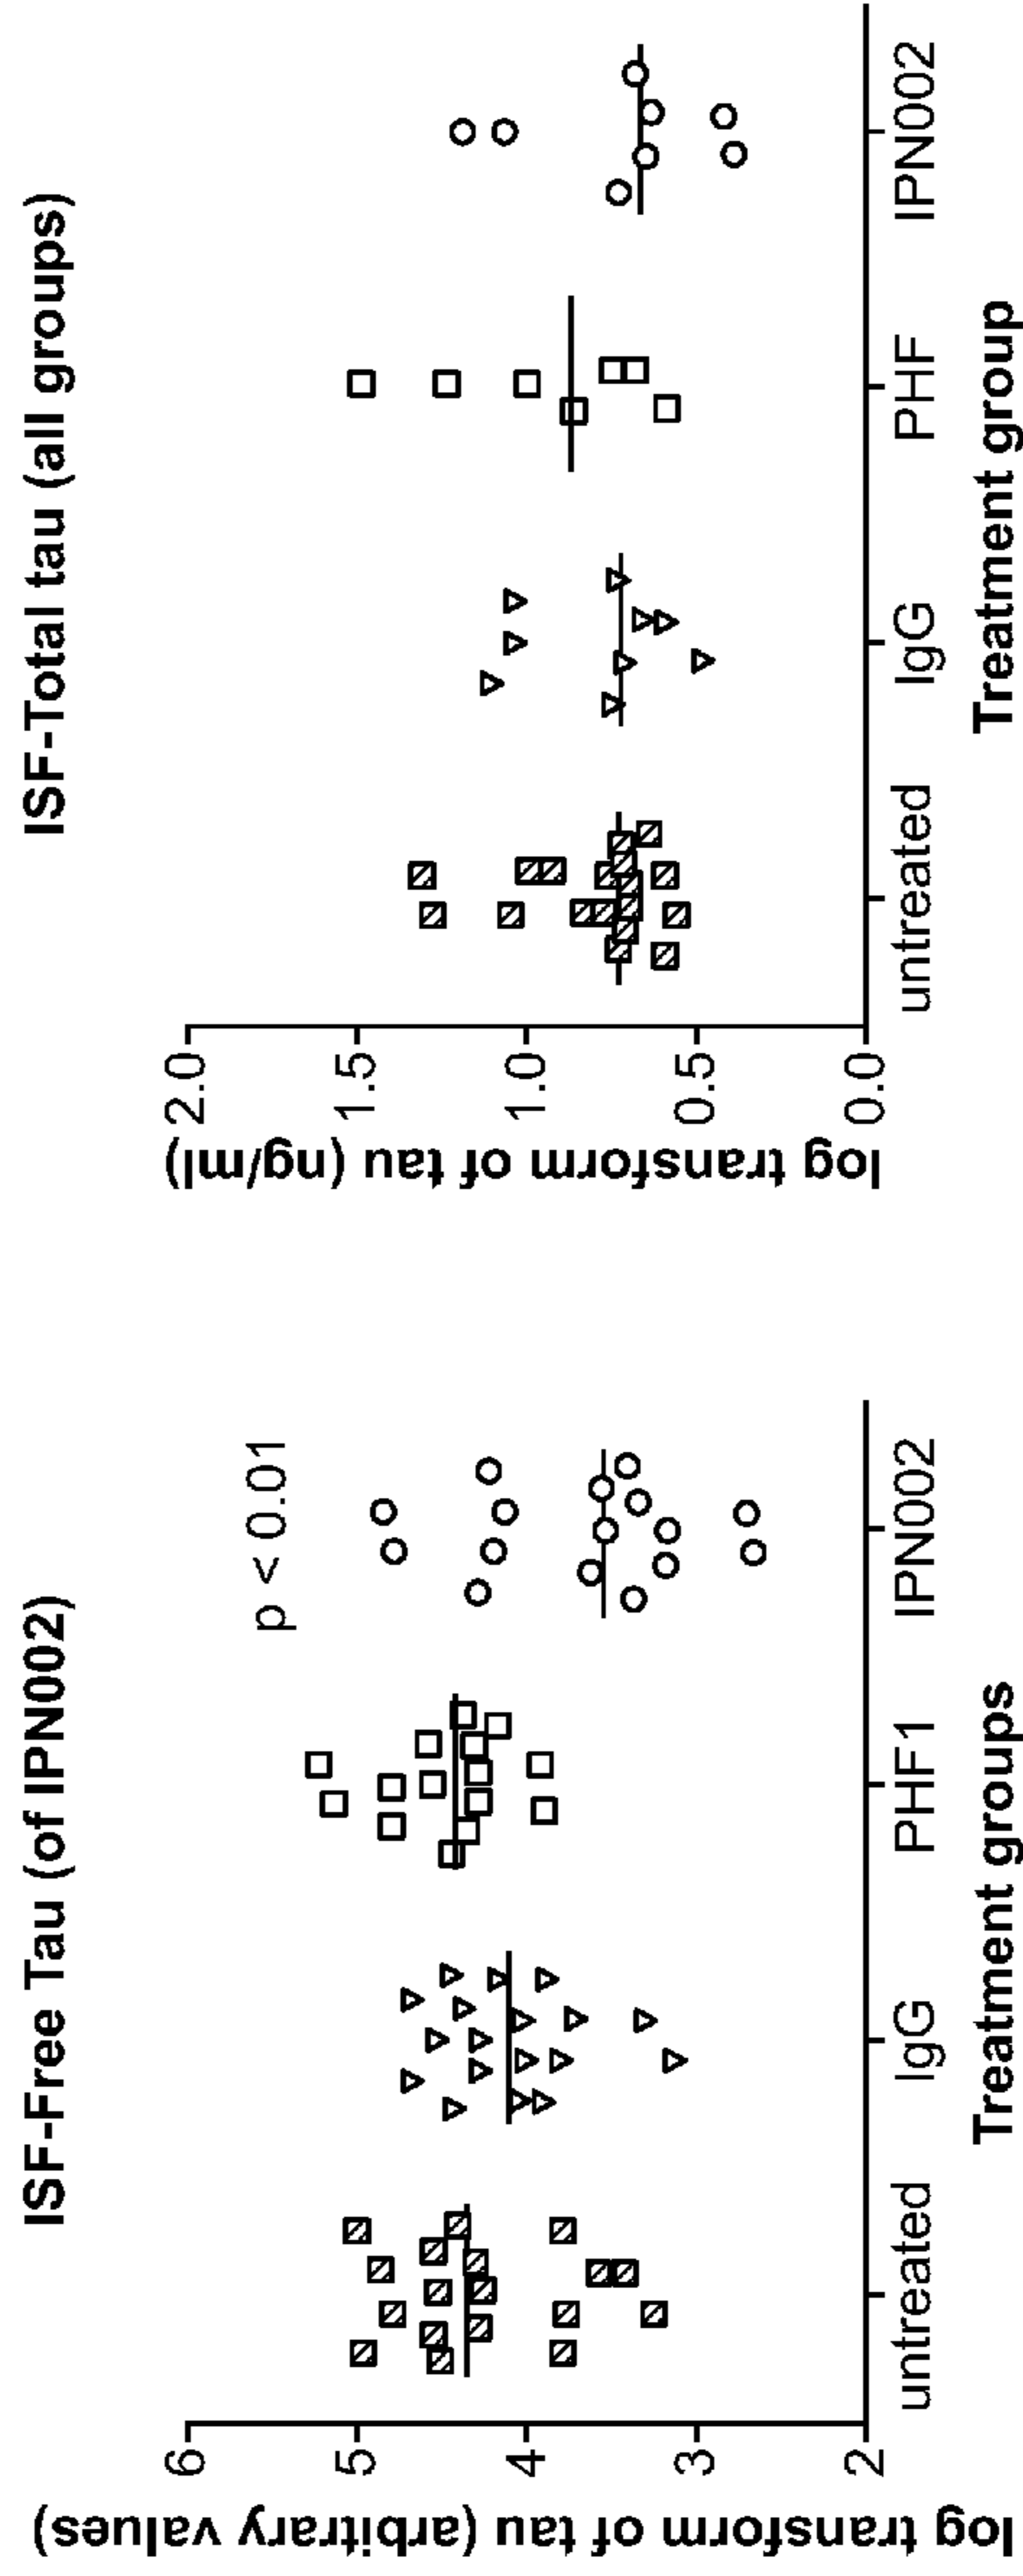 ISF-Free Tau (of IPN002)
log transform of tau (arbitrary values)
6
5
4
3
2
p < 0.01
untreated
IgG
PHF1
IPN002
Treatment groups
ISF-Total tau (all groups)
log transform of tau (ng/ml)
2.0
1.5
1.0
0.5
0.0
untreated
IgG
PHF
IPN002
Treatment group